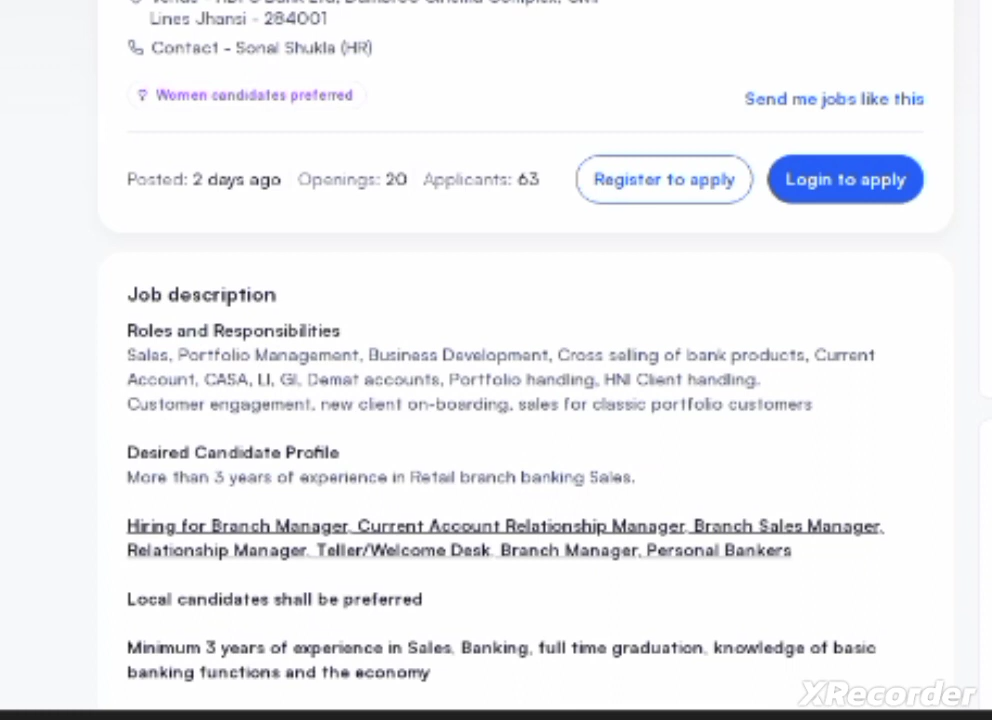 Lines Jhansi - 284001
Contact - Sonal Shukla (HR)
Women candidates preferred
Send me jobs like this
Posted: 2 days ago Openings: 20 Applicants: 63
Register to apply
Login to apply
Job description
Roles and Responsibilities
Sales, Portfolio Management, Business Development, Cross selling of bank products, Current
Account, CASA, LI, GI, Demat accounts, Portfolio handling, HNI Client handling.
Customer engagement, new client on-boarding, sales for classic portfolio customers
Desired Candidate Profile
More than 3 years of experience in Retail branch banking Sales.
Hiring for Branch Manager, Current Account Relationship Manager, Branch Sales Manager,
Relationship Manager, Teller/Welcome Desk, Branch Manager, Personal Bankers
Local candidates shall be preferred
Minimum 3 years of experience in Sales, Banking, full time graduation, knowledge of basic
banking functions and the economy
XRecorder